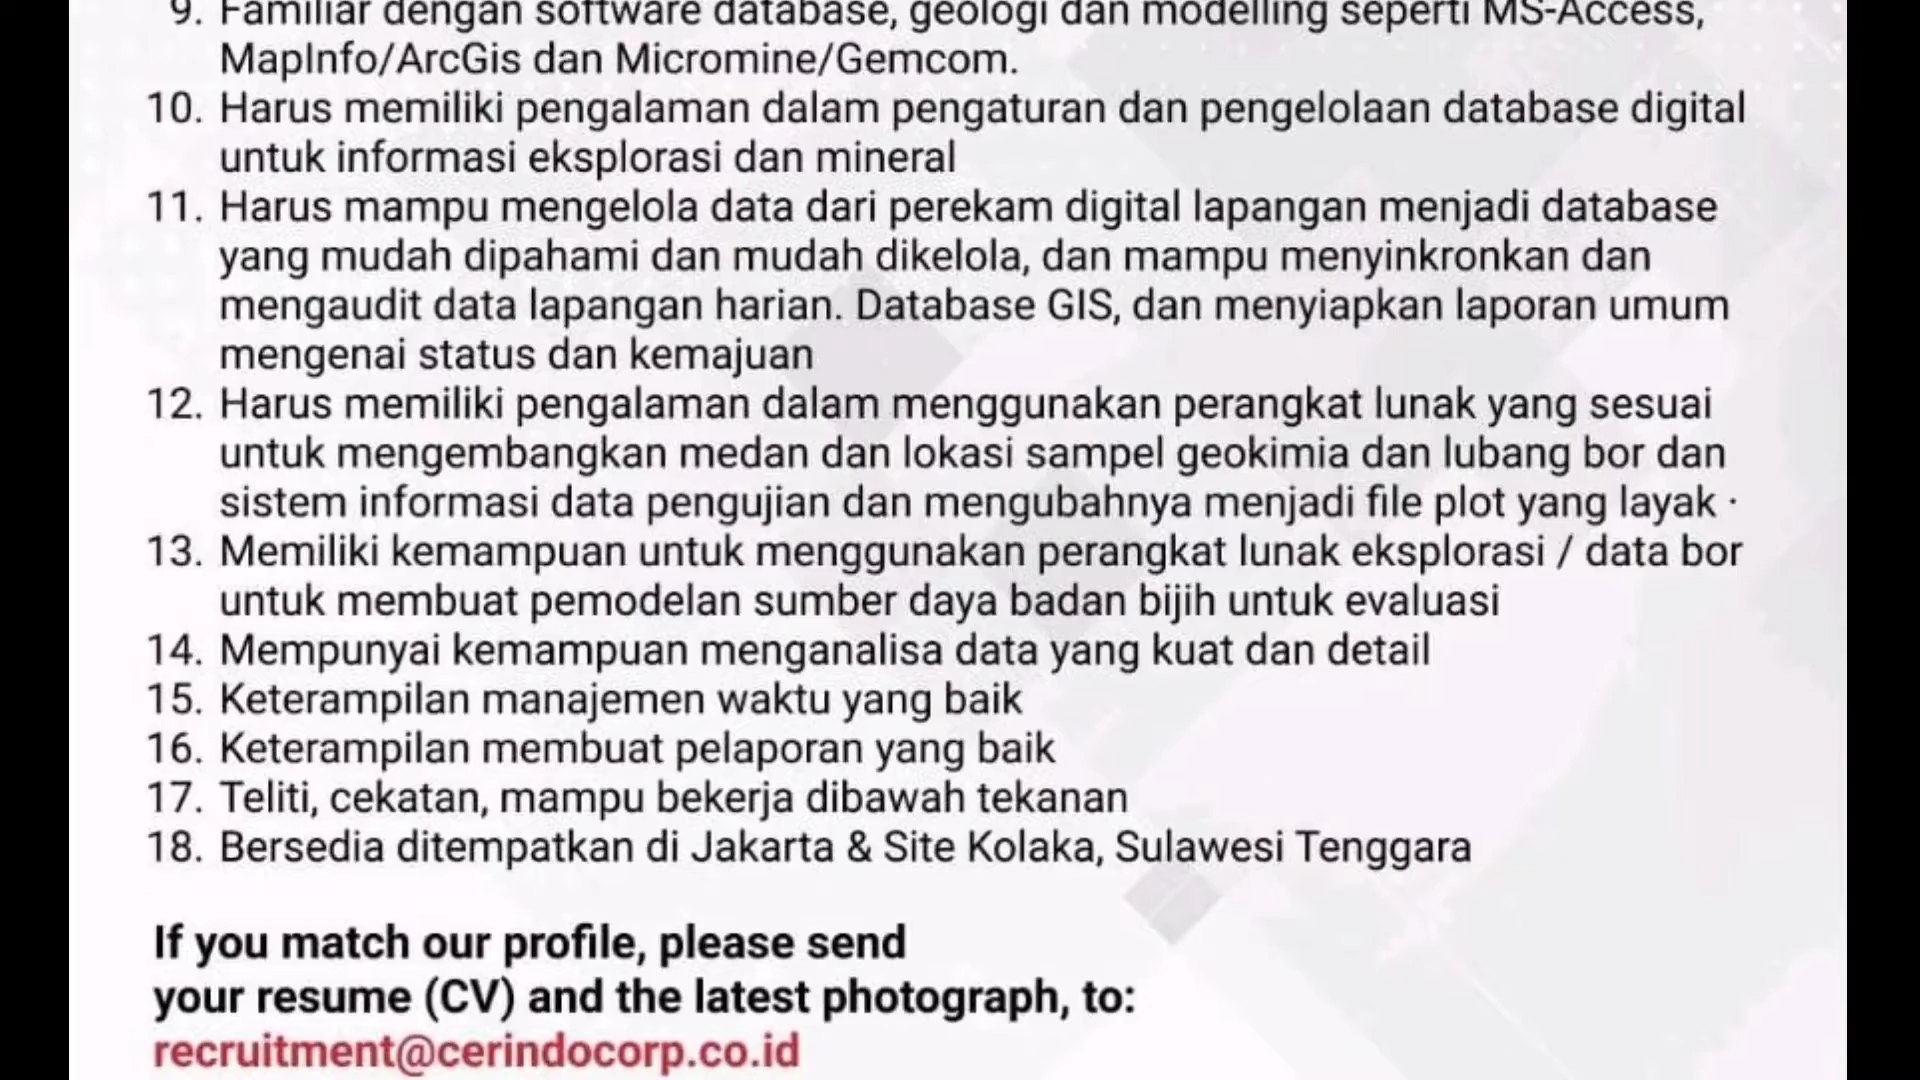 9. Familiar dengan software database, geologi dan modelling seperti MS-Access,
MapInfo/ArcGis dan Micromine/Gemcom.
10. Harus memiliki pengalaman dalam pengaturan dan pengelolaan database digital
untuk informasi eksplorasi dan mineral
11. Harus mampu mengelola data dari perekam digital lapangan menjadi database
yang mudah dipahami dan mudah dikelola, dan mampu menyinkronkan dan
mengaudit data lapangan harian. Database GIS, dan menyiapkan laporan umum
mengenai status dan kemajuan
12. Harus memiliki pengalaman dalam menggunakan perangkat lunak yang sesuai
untuk mengembangkan medan dan lokasi sampel geokimia dan lubang bor dan
sistem informasi data pengujian dan mengubahnya menjadi file plot yang layak ·
13. Memiliki kemampuan untuk menggunakan perangkat lunak eksplorasi / data bor
untuk membuat pemodelan sumber daya badan bijih untuk evaluasi
14. Mempunyai kemampuan menganalisa data yang kuat dan detail
15. Keterampilan manajemen waktu yang baik
16. Keterampilan membuat pelaporan yang baik
17. Teliti, cekatan, mampu bekerja dibawah tekanan
18. Bersedia ditempatkan di Jakarta & Site Kolaka, Sulawesi Tenggara
If you match our profile, please send
your resume (CV) and the latest photograph, to:
recruitment@cerindocorp.co.id